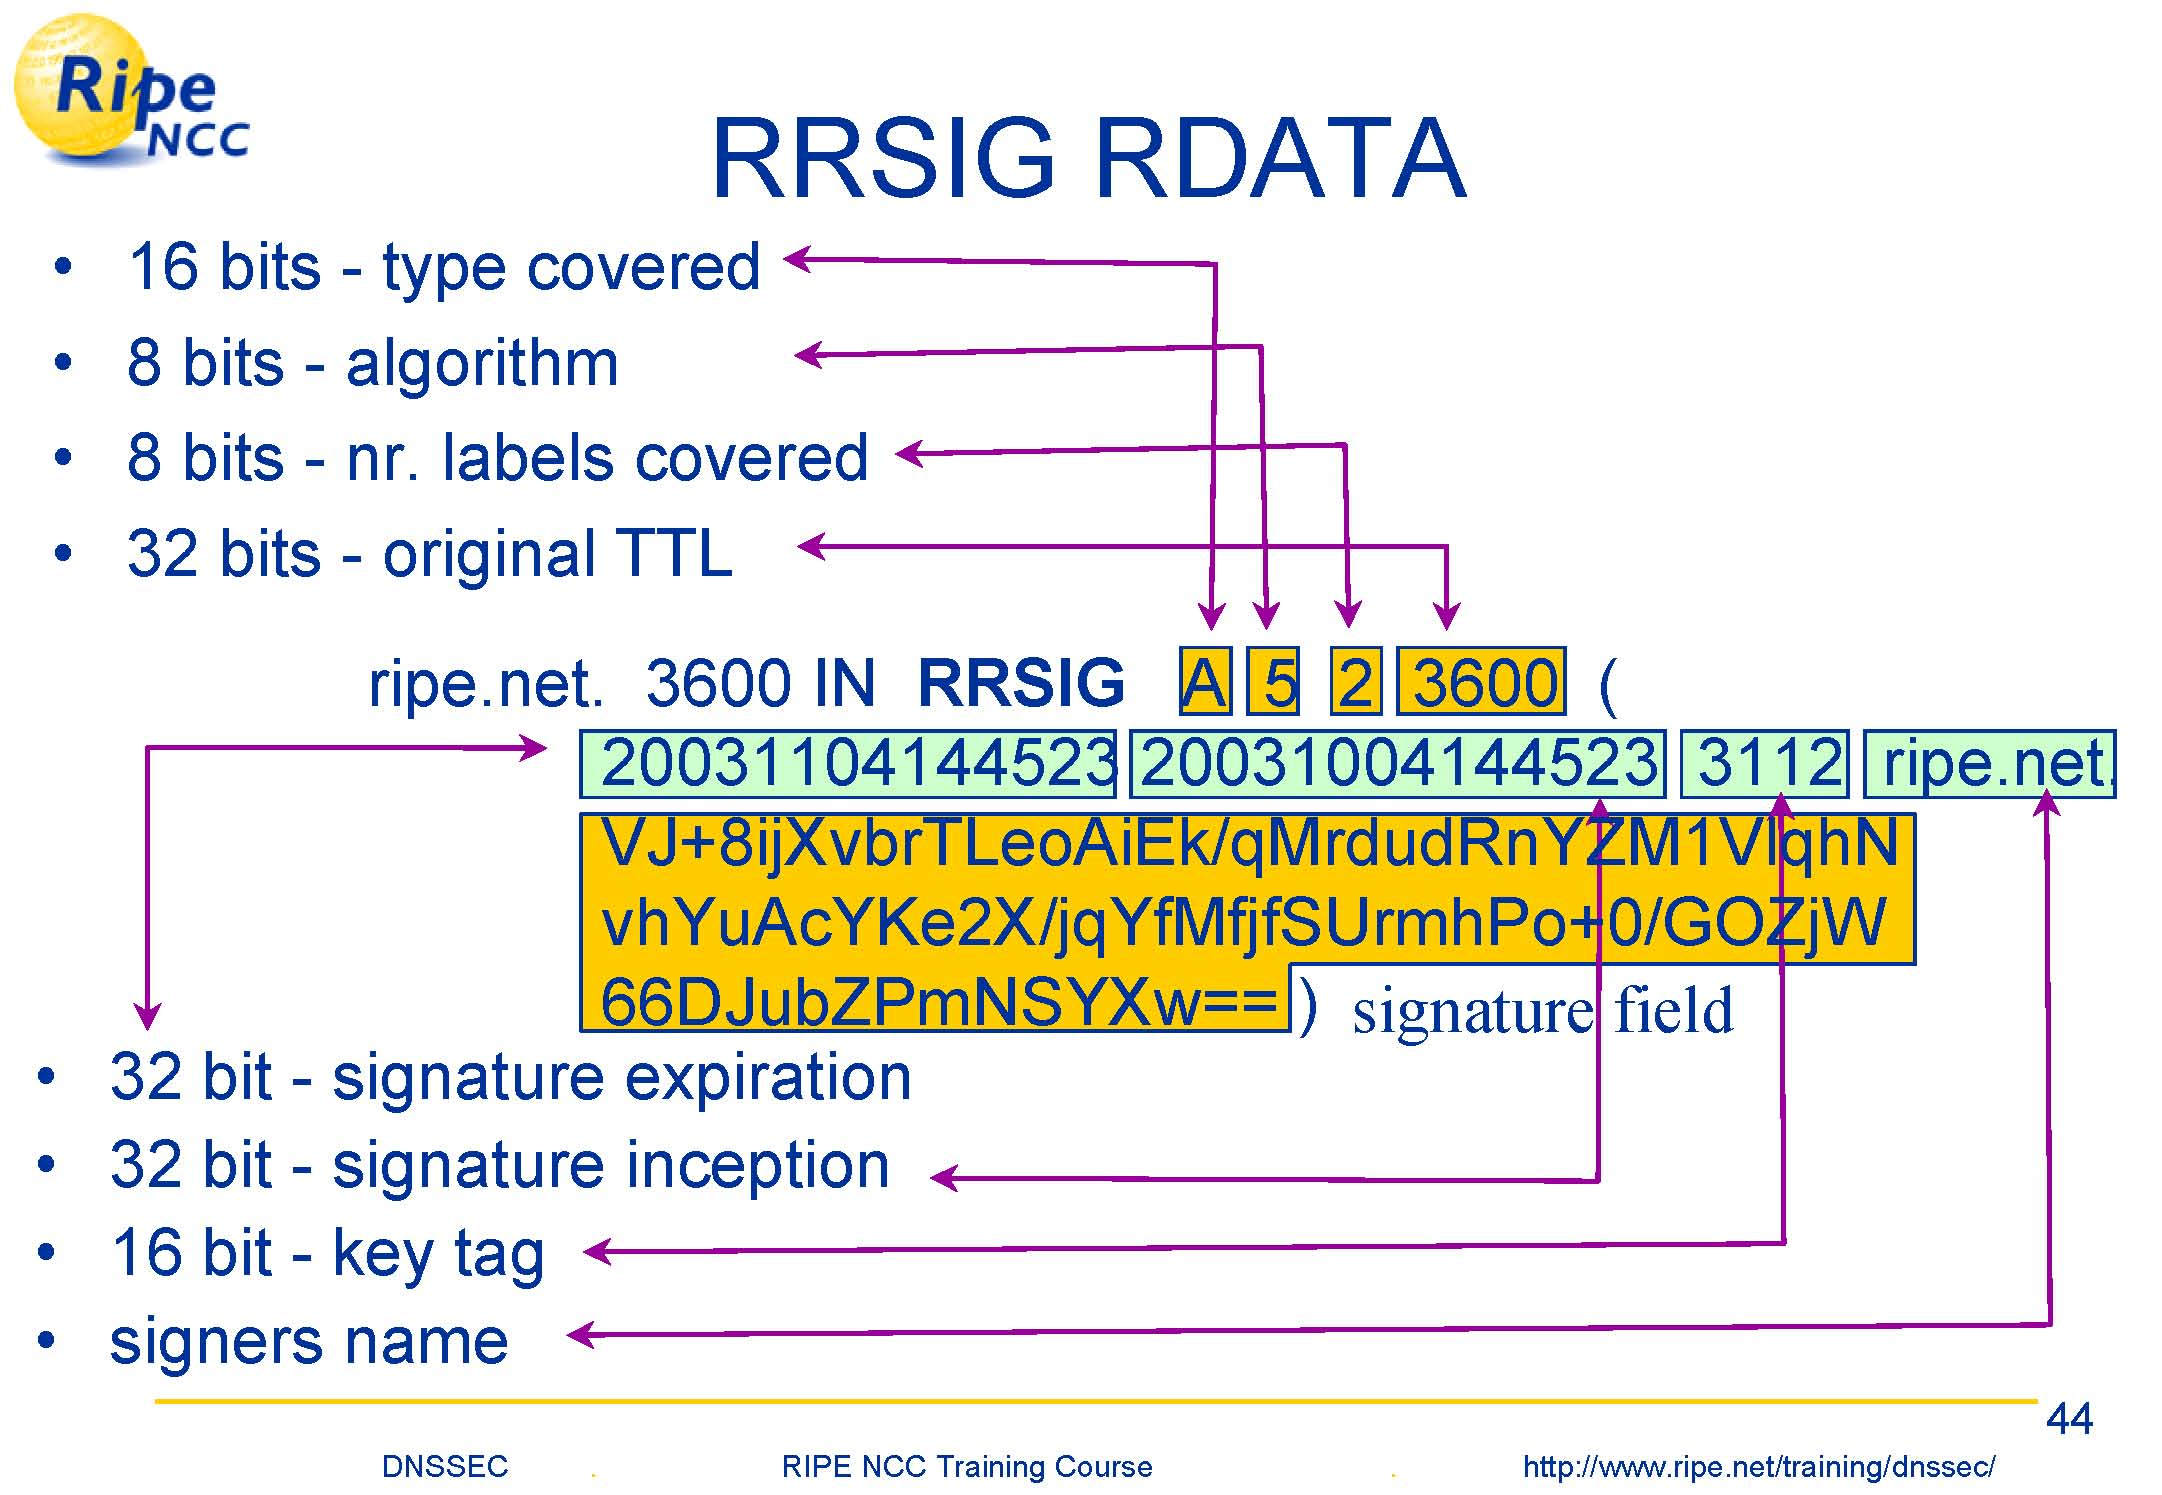 Ripe
NCC
RRSIG RDATA
• 16 bits - type covered
• 8 bits - algorithm
• 8 bits - nr. labels covered
• 32 bits - original TTL
ripe.net. 3600 IN RRSIG A 5 2 3600 (
20031104144523 20031004144523 3112 ripe.net.
VJ+8ijXvbrTLeoAiEk/qMrdudRnYZM1VlqhN
vhYuAcYKe2X/jqYfMfjfSUrmhPo+0/GOZjW
66DJubZPmNSYXw==) signature field
• 32 bit - signature expiration
• 32 bit - signature inception
• 16 bit - key tag
• signers name
44
DNSSEC . RIPE NCC Training Course . http://www.ripe.net/training/dnssec/